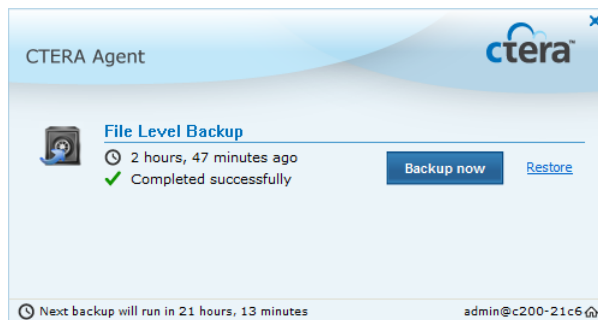 CTERA Agent
ctera™
File Level Backup
2 hours, 47 minutes ago
Completed successfully
Backup now
Restore
Next backup will run in 21 hours, 13 minutes
admin@c200-21c6